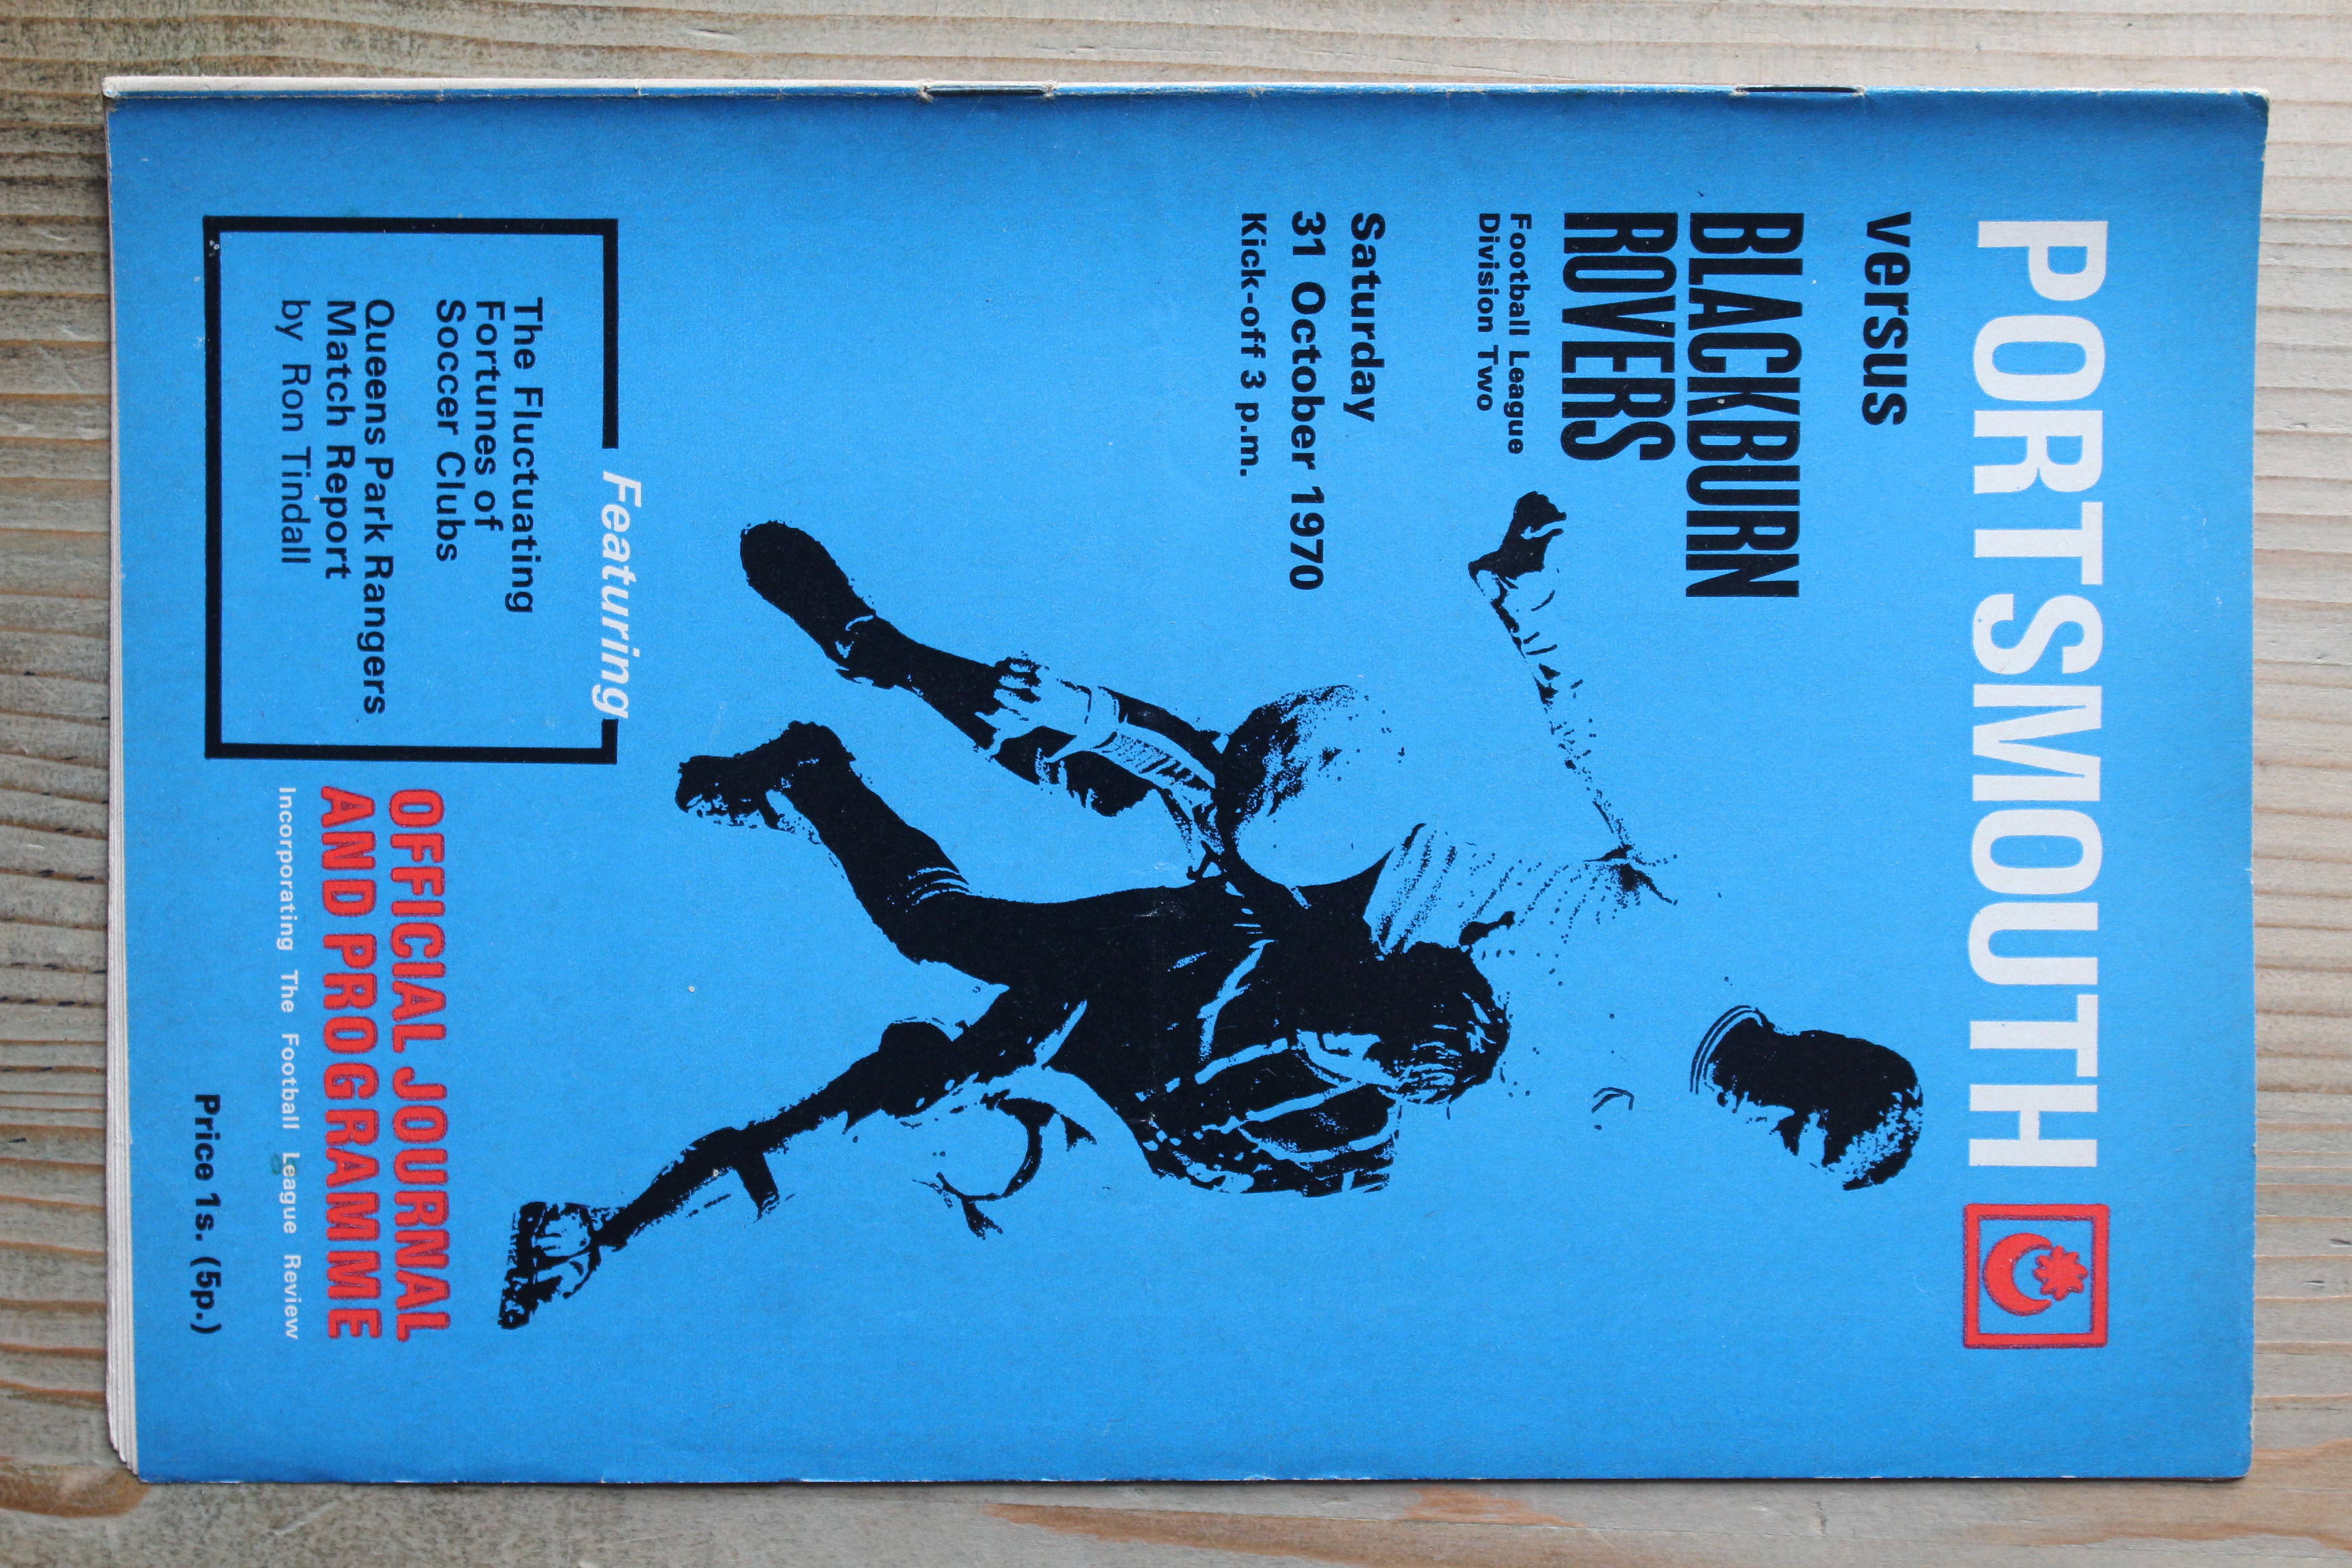 PORTSMOUTH
versus
BLACKBURN
ROVERS
Football League
Division Two
Saturday
31 October 1970
Kick-off 3 p.m.
Featuring
The Fluctuating
Fortunes of
Soccer Clubs
Queens Park Rangers
Match Report
by Ron Tindall
OFFICIAL JOURNAL
AND PROGRAMME
Incorporating The Football League Review
Price 1s. (5p.)